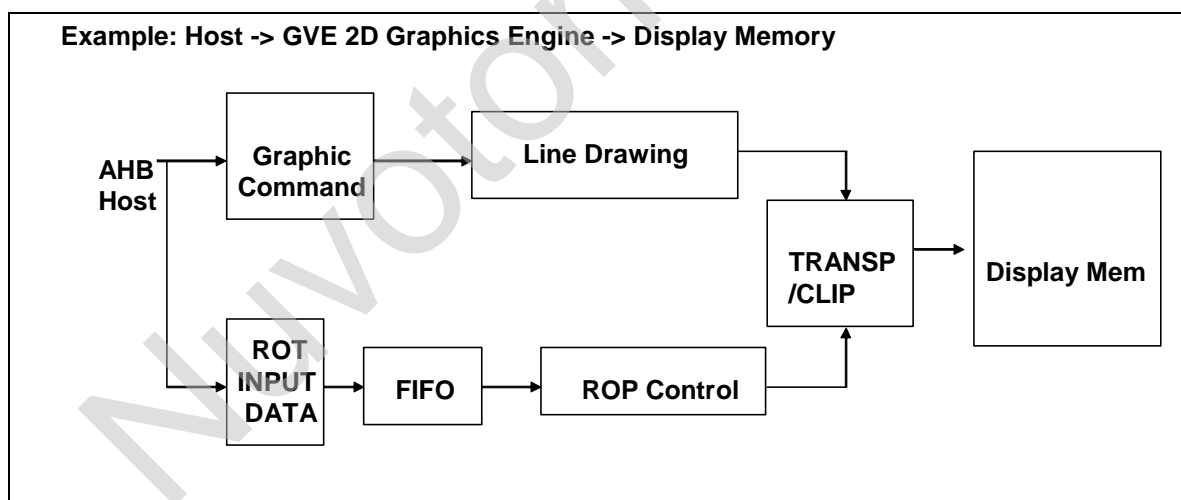 Example: Host -> GVE 2D Graphics Engine -> Display Memory
AHB
Host
Graphic
Command
Line Drawing
TRANSP
/CLIP
Display Mem
ROT
INPUT
DATA
FIFO
ROP Control
Nuvoton